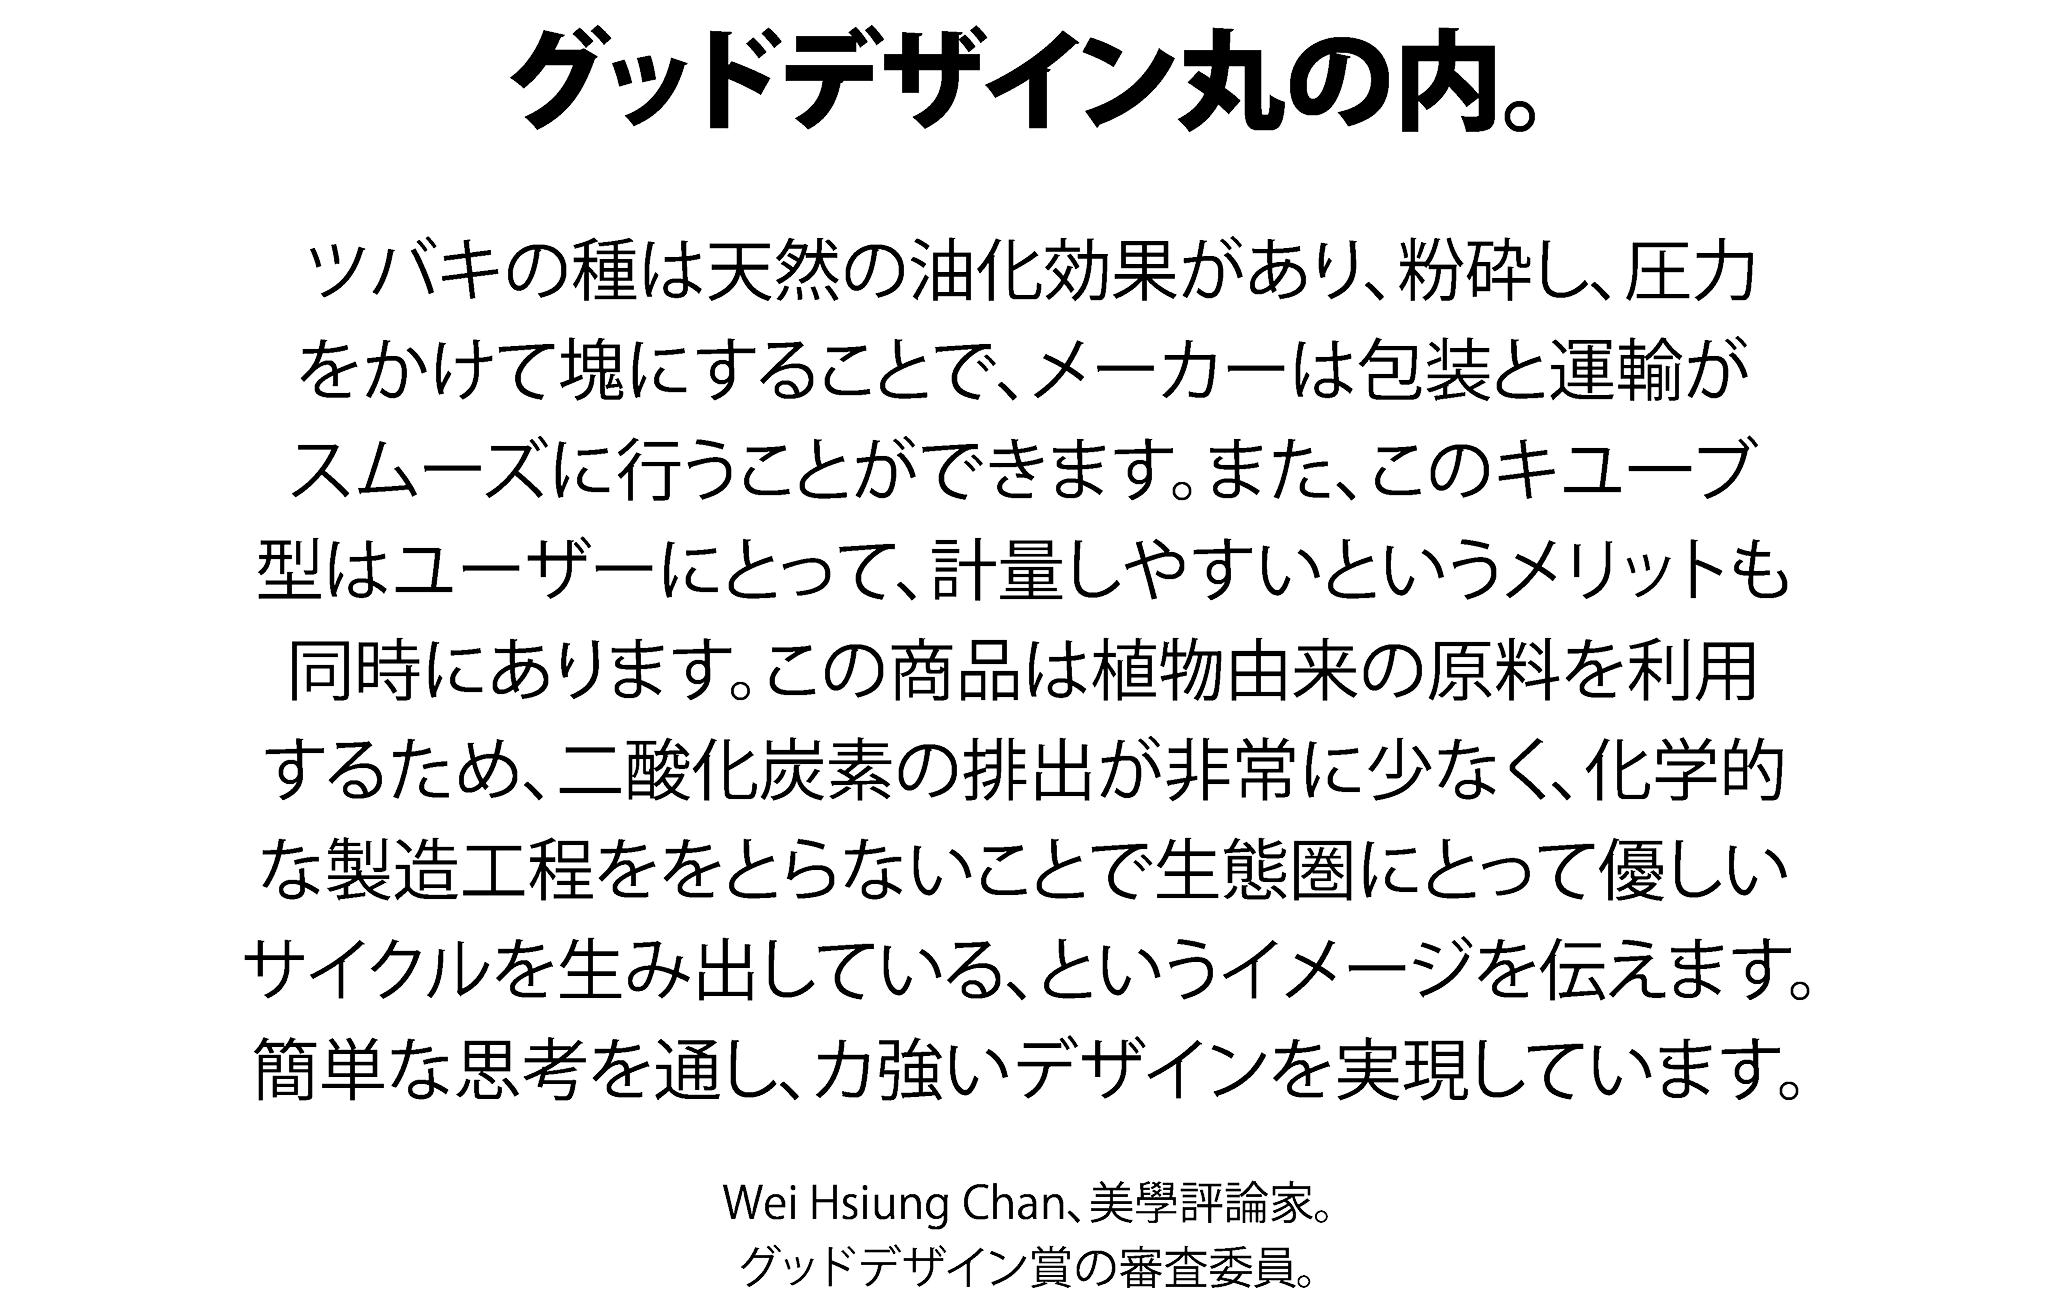 グッドデザイン丸の内。
ツバキの種は天然の油化効果があり、粉砕し、圧力
をかけて塊にすることで、メーカーは包装と運輸が
スムーズに行うことができます。また、このキユーブ
型はユーザーにとって、計量しやすいというメリットも
同時にあります。この商品は植物由来の原料を利用
するため、二酸化炭素の排出が非常に少なく、化学的
な製造工程ををとらないことで生態圏にとって優しい
サイクルを生み出している、というイメージを伝えます。
簡単な思考を通し、力強いデザインを実現しています。
Wei Hsiung Chan、美學評論家。
グッドデザイン賞の審査委員。